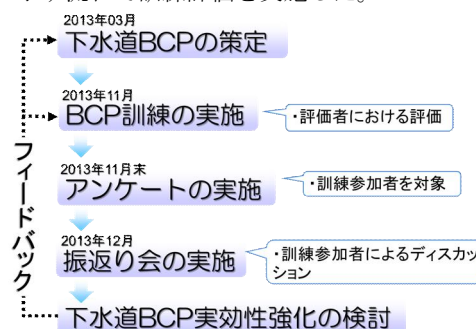 2013年03月
下水道BCPの策定
2013年11月
BCP訓練の実施
・評価者における評価
2013年11月末
アンケートの実施
・訓練参加者を対象
2013年12月
振返り会の実施
・訓練参加者によるディスカッ
ション
下水道BCP実効性強化の検討
フィードバック